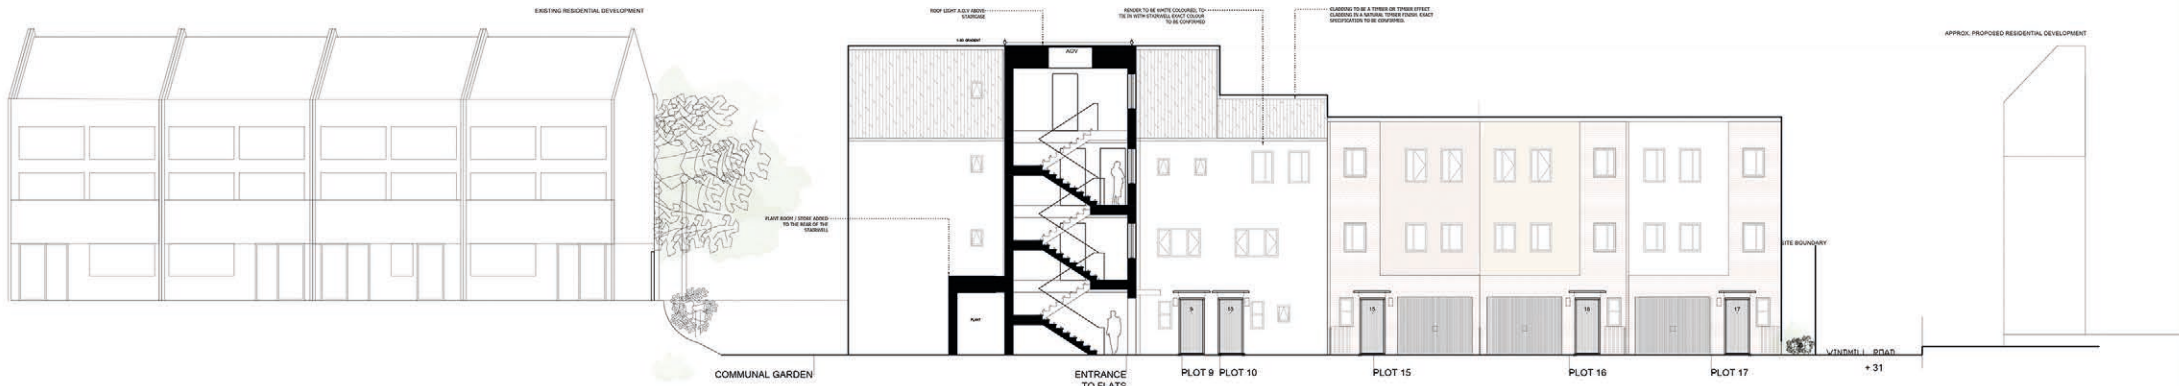 EXISTING RESIDENTIAL DEVELOPMENT
ROOF LIGHT A.O.V ABOVE
STAIRCASE
RENDER TO BE WHITE COLOURED, TO
TIE IN WITH STAIRWELL EXACT COLOUR
TO BE CONFIRMED
CLADDING TO BE A TIMBER OR TIMBER EFFECT
CLADDING IN A NATURAL TIMBER FINISH. EXACT
SPECIFICATION TO BE CONFIRMED.
APPROX. PROPOSED RESIDENTIAL DEVELOPMENT
AOV
PLANT ROOM / STORE ADDED
TO THE REAR OF THE
STAIRWELL
SITE BOUNDARY
PLANT
9
10
15
16
17
WINDMILL ROAD
+ 31
COMMUNAL GARDEN
ENTRANCE
TO FLATS
PLOT 9
PLOT 10
PLOT 15
PLOT 16
PLOT 17